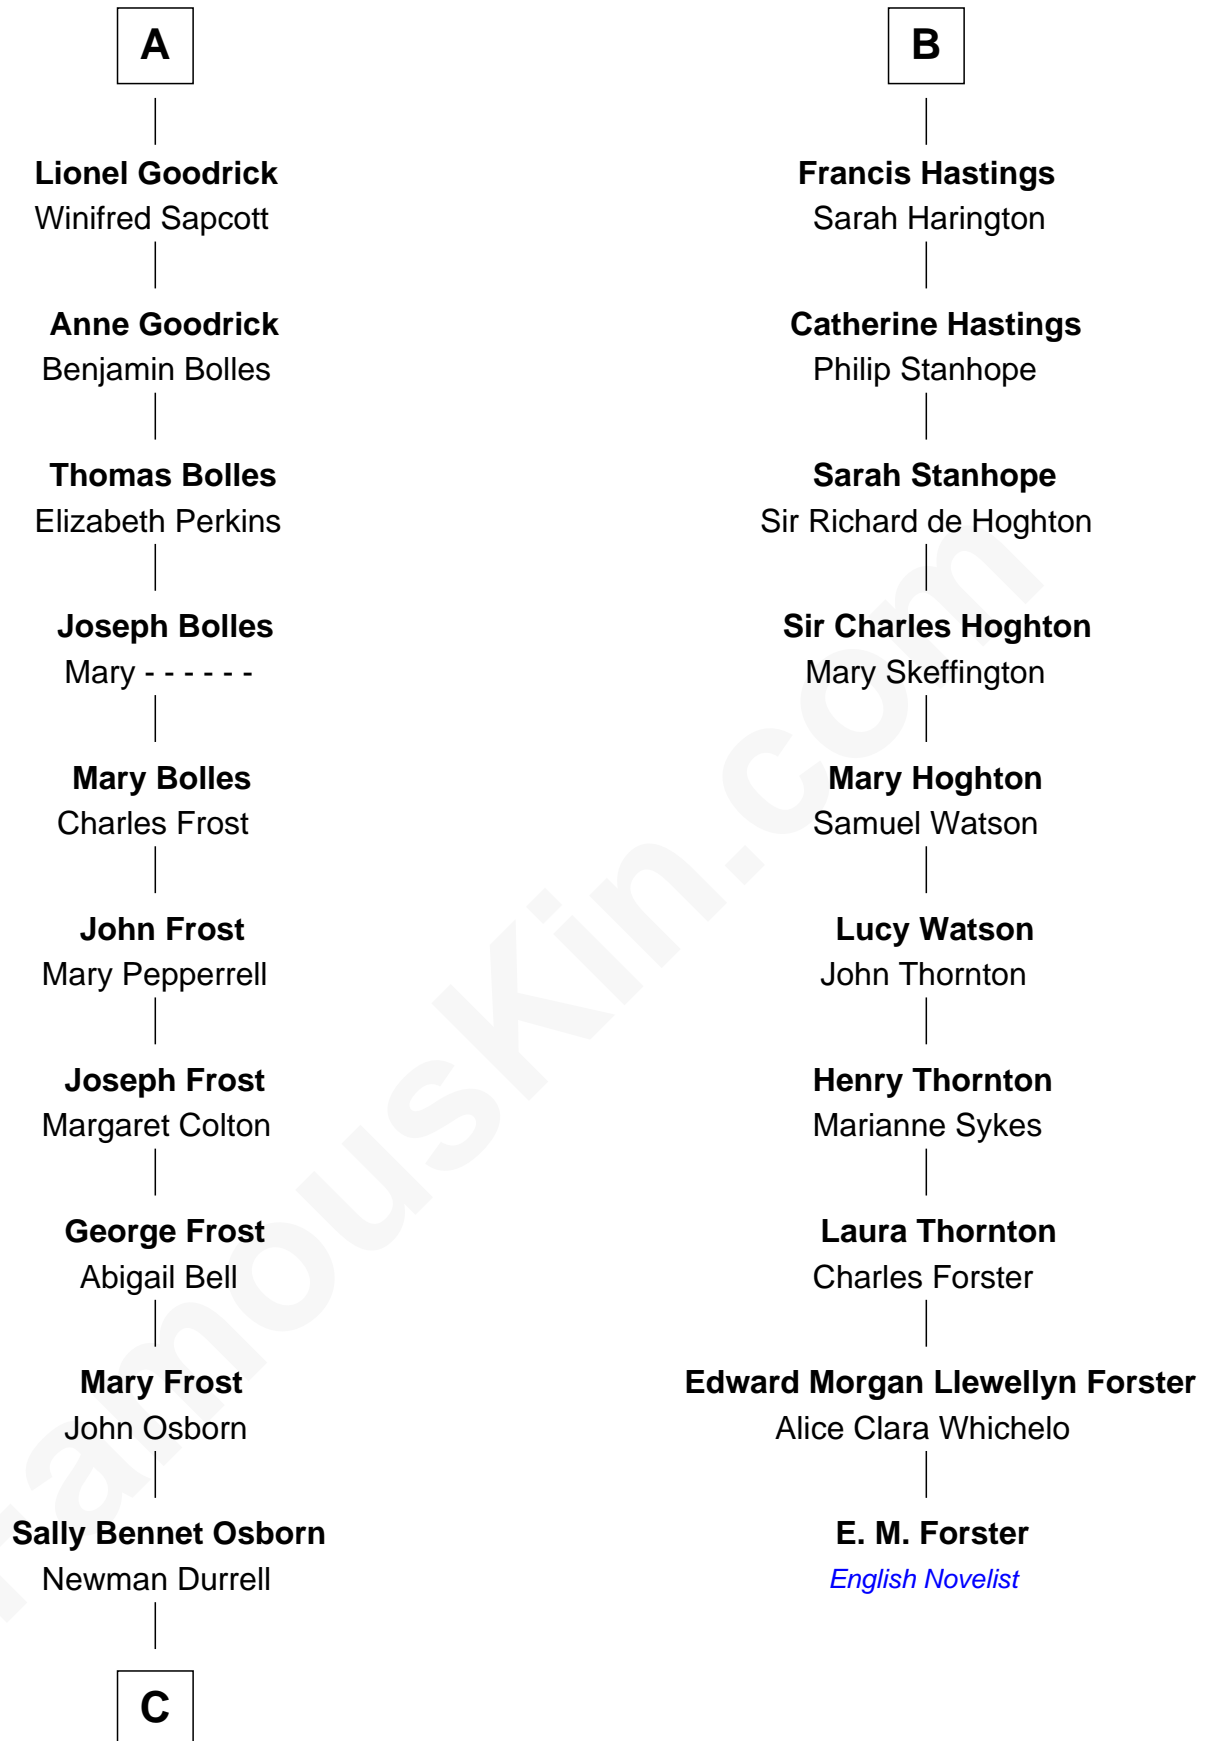 A
Lionel Goodrick
Winifred Sapcott
Anne Goodrick
Benjamin Bolles
Thomas Bolles
Elizabeth Perkins
Joseph Bolles
Mary - - - - - -
Mary Bolles
Charles Frost
John Frost
Mary Pepperrell
Joseph Frost
Margaret Colton
George Frost
Abigail Bell
Mary Frost
John Osborn
Sally Bennet Osborn
Newman Durrell
C
B
Francis Hastings
Sarah Harington
Catherine Hastings
Philip Stanhope
Sarah Stanhope
Sir Richard de Hoghton
Sir Charles Hoghton
Mary Skeffington
Mary Hoghton
Samuel Watson
Lucy Watson
John Thornton
Henry Thornton
Marianne Sykes
Laura Thornton
Charles Forster
Edward Morgan Llewellyn Forster
Alice Clara Whichelo
E. M. Forster
English Novelist
FamousKin.com